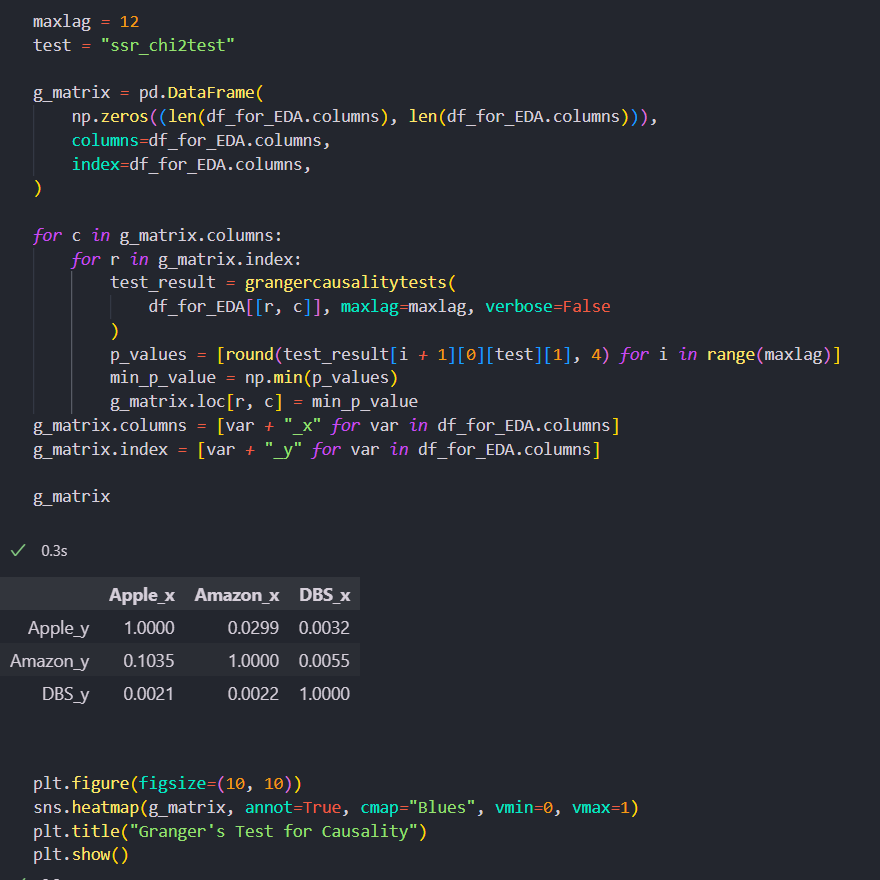 maxlag = 12
test = "ssr_chi2test"
g_matrix = pd.DataFrame(
    np.zeros((len(df_for_EDA.columns), len(df_for_EDA.columns))),
    columns=df_for_EDA.columns,
    index=df_for_EDA.columns,
)
for c in g_matrix.columns:
    for r in g_matrix.index:
        test_result = grangercausalitytests(
            df_for_EDA[[r, c]], maxlag=maxlag, verbose=False
        )
        p_values = [round(test_result[i + 1][0][test][1], 4) for i in range(maxlag)]
        min_p_value = np.min(p_values)
        g_matrix.loc[r, c] = min_p_value
g_matrix.columns = [var + "_x" for var in df_for_EDA.columns]
g_matrix.index = [var + "_y" for var in df_for_EDA.columns]
g_matrix
0.3s
Apple_x Amazon_x DBS_x
Apple_y 1.0000 0.0299 0.0032
Amazon_y 0.1035 1.0000 0.0055
DBS_y 0.0021 0.0022 1.0000
plt.figure(figsize=(10, 10))
sns.heatmap(g_matrix, annot=True, cmap="Blues", vmin=0, vmax=1)
plt.title("Granger's Test for Causality")
plt.show()